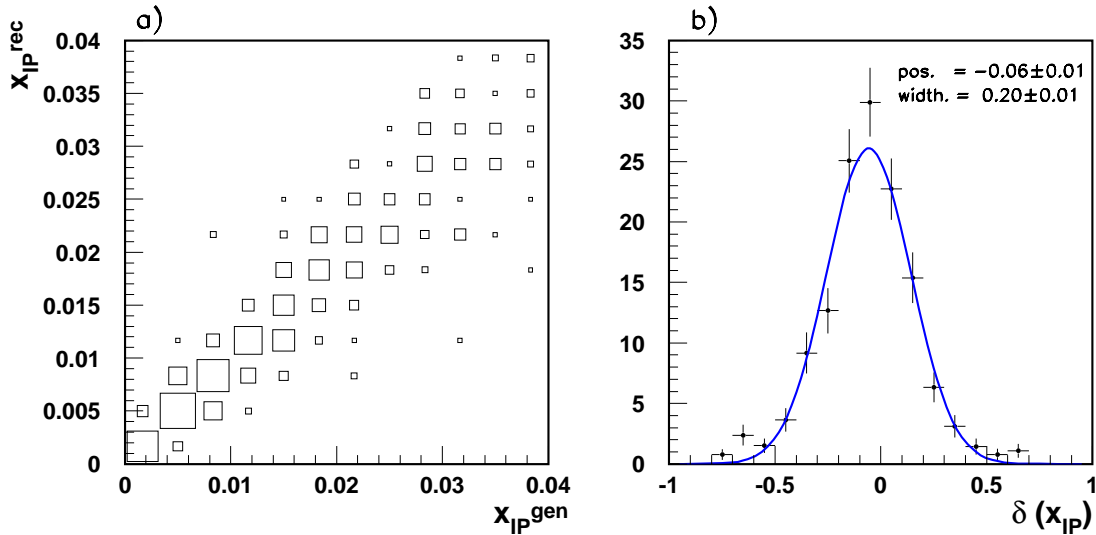 a)
x_IP^rec
0.04
0.035
0.03
0.025
0.02
0.015
0.01
0.005
0
0 0.01 0.02 0.03 0.04
x_IP^gen
b)
35
30
25
20
15
10
5
0
pos. = −0.06±0.01
width. = 0.20±0.01
-1 -0.5 0 0.5 1
δ (x_IP)